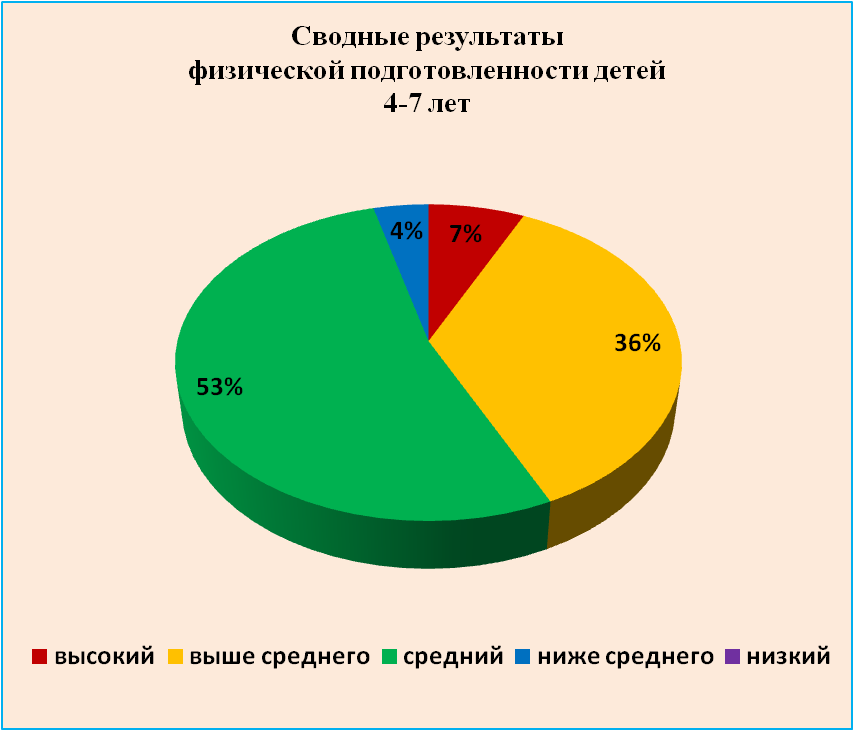 Сводные результаты
физической подготовленности детей
4-7 лет
4%
7%
36%
53%
высокий выше среднего средний ниже среднего низкий